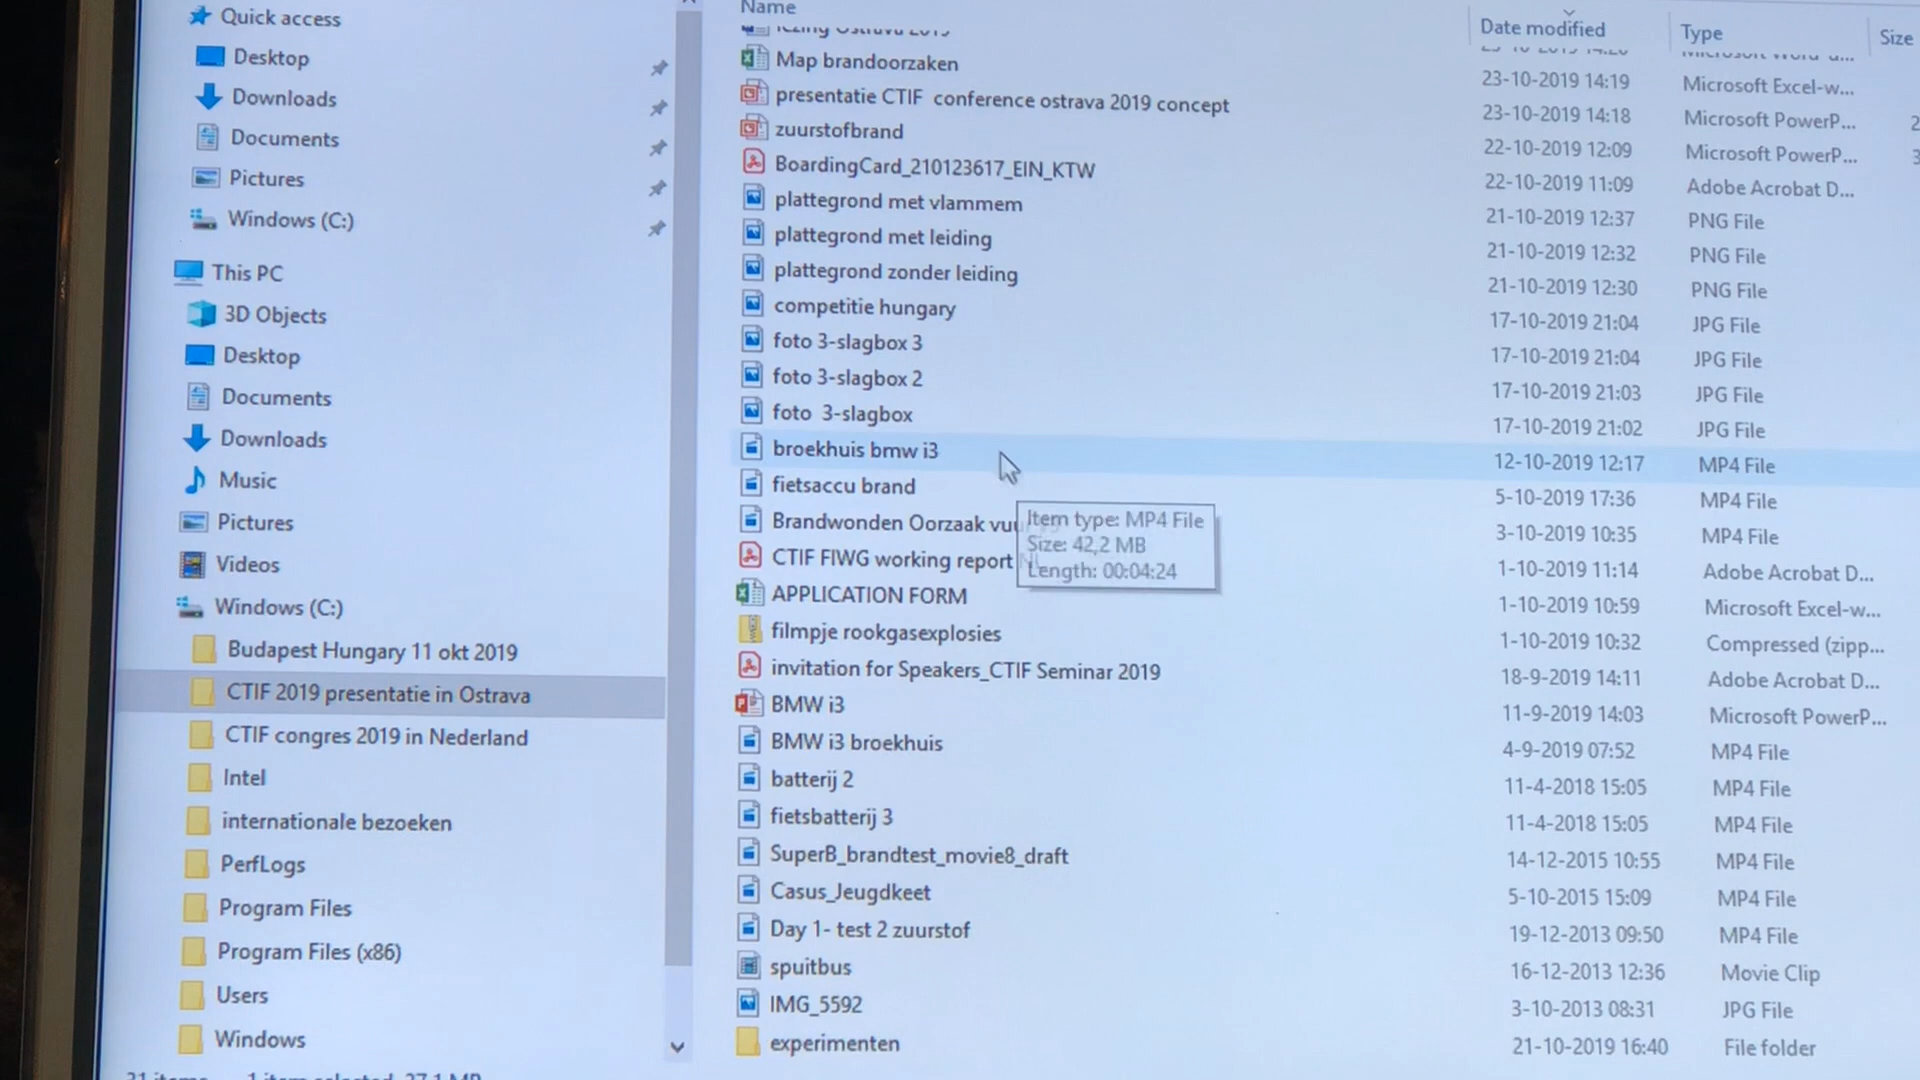 Quick access
Desktop
Downloads
Documents
Pictures
Windows (C:)
This PC
3D Objects
Desktop
Documents
Downloads
Music
Pictures
Videos
Windows (C:)
Budapest Hungary 11 okt 2019
CTIF 2019 presentatie in Ostrava
CTIF congres 2019 in Nederland
Intel
internationale bezoeken
PerfLogs
Program Files
Program Files (x86)
Users
Windows
Name Date modified Type Size
lezing Ostrava 2019
Map brandoorzaken 23-10-2019 14:19 Microsoft Excel-w...
presentatie CTIF conference ostrava 2019 concept 23-10-2019 14:18 Microsoft PowerP...
zuurstofbrand 22-10-2019 12:09 Microsoft PowerP...
BoardingCard_210123617_EIN_KTW 22-10-2019 11:09 Adobe Acrobat D...
plattegrond met vlammem 21-10-2019 12:37 PNG File
plattegrond met leiding 21-10-2019 12:32 PNG File
plattegrond zonder leiding 21-10-2019 12:30 PNG File
competitie hungary 17-10-2019 21:04 JPG File
foto 3-slagbox 3 17-10-2019 21:04 JPG File
foto 3-slagbox 2 17-10-2019 21:03 JPG File
foto 3-slagbox 17-10-2019 21:02 JPG File
broekhuis bmw i3 12-10-2019 12:17 MP4 File
fietsaccu brand 5-10-2019 17:36 MP4 File
Brandwonden Oorzaak vuu 3-10-2019 10:35 MP4 File
Item type: MP4 File
Size: 42,2 MB
Length: 00:04:24
CTIF FIWG working report 1-10-2019 11:14 Adobe Acrobat D...
APPLICATION FORM 1-10-2019 10:59 Microsoft Excel-w...
filmpje rookgasexplosies 1-10-2019 10:32 Compressed (zipp...
invitation for Speakers_CTIF Seminar 2019 18-9-2019 14:11 Adobe Acrobat D...
BMW i3 11-9-2019 14:03 Microsoft PowerP...
BMW i3 broekhuis 4-9-2019 07:52 MP4 File
batterij 2 11-4-2018 15:05 MP4 File
fietsbatterij 3 11-4-2018 15:05 MP4 File
SuperB_brandtest_movie8_draft 14-12-2015 10:55 MP4 File
Casus_Jeugdkeet 5-10-2015 15:09 MP4 File
Day 1- test 2 zuurstof 19-12-2013 09:50 MP4 File
spuitbus 16-12-2013 12:36 Movie Clip
IMG_5592 3-10-2013 08:31 JPG File
experimenten 21-10-2019 16:40 File folder
31 items 1 item selected 37,1 MB